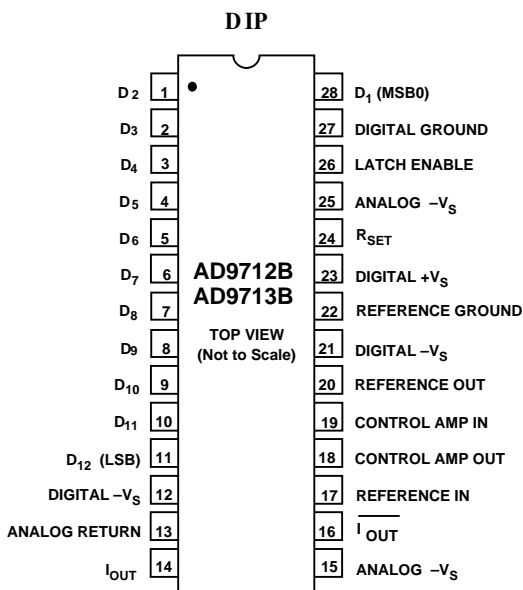 DIP
D2 1 28 D1 (MSB0)
D3 2 27 DIGITAL GROUND
D4 3 26 LATCH ENABLE
D5 4 25 ANALOG –VS
D6 5 24 RSET
D7 6 AD9712B 23 DIGITAL +VS
AD9713B
D8 7 22 REFERENCE GROUND
TOP VIEW
D9 8 (Not to Scale) 21 DIGITAL –VS
D10 9 20 REFERENCE OUT
D11 10 19 CONTROL AMP IN
D12 (LSB) 11 18 CONTROL AMP OUT
DIGITAL –VS 12 17 REFERENCE IN
ANALOG RETURN 13 16 IOUT
IOUT 14 15 ANALOG –VS